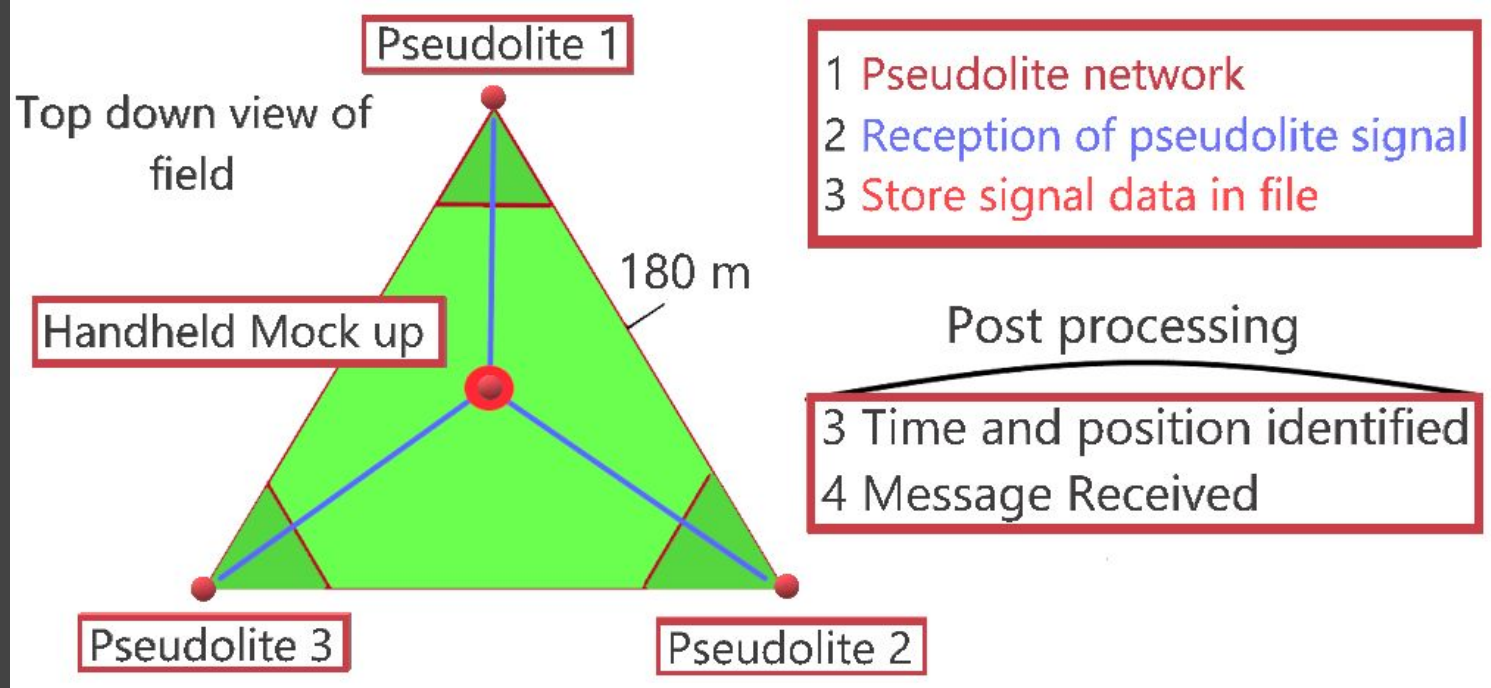 Pseudolite 1
Top down view of
field
1 Pseudolite network
2 Reception of pseudolite signal
3 Store signal data in file
180 m
Handheld Mock up
Post processing
3 Time and position identified
4 Message Received
Pseudolite 3
Pseudolite 2